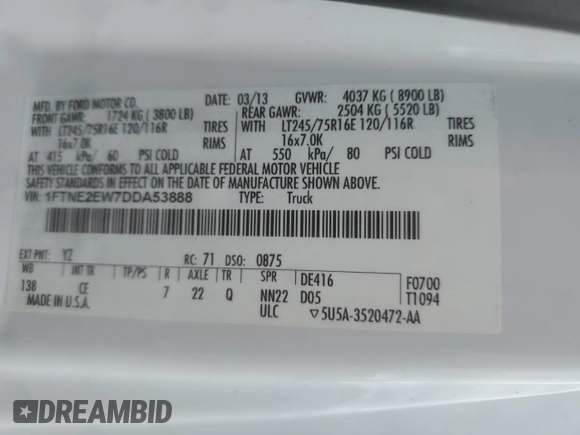 MFD. BY FORD MOTOR CO. DATE: 03/13 GVWR: 4037 KG ( 8900 LB)
FRONT GAWR: 1724 KG ( 3800 LB) REAR GAWR: 2504 KG ( 5520 LB)
WITH LT245/75R16E 120/116R TIRES WITH LT245/75R16E 120/116R TIRES
16x7.0K RIMS 16x7.0K RIMS
AT 415 kPa/ 60 PSI COLD AT 550 kPa/ 80 PSI COLD
THIS VEHICLE CONFORMS TO ALL APPLICABLE FEDERAL MOTOR VEHICLE
SAFETY STANDARDS IN EFFECT ON THE DATE OF MANUFACTURE SHOWN ABOVE.
VIN: 1FTNE2EW7DDA53888 TYPE: Truck
EXT PNT: YZ RC: 71 DSO: 0875
WB INT TR TP/PS R AXLE TR SPR DE416 F0700
138 CE 7 22 Q NN22 D05 T1094
MADE IN U.S.A. ULC ▽5U5A-3520472-AA
DREAMBID